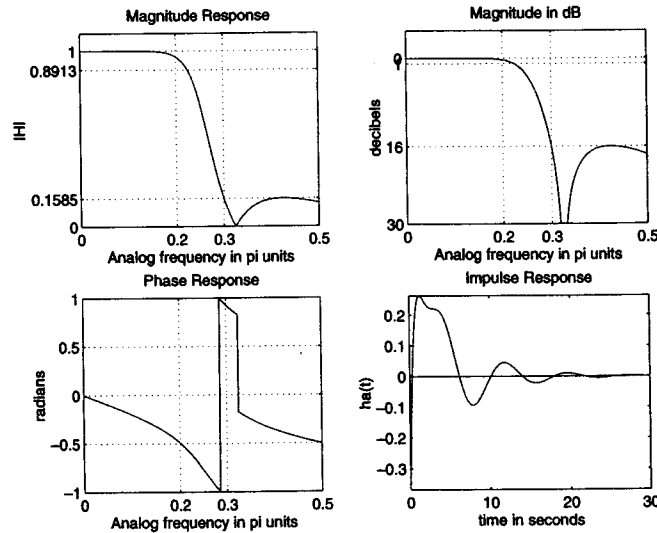 Magnitude Response
1
0.8913
0.1585
0
|H|
0
0.2
0.3
0.5
Analog frequency in pi units
Magnitude in dB
0
1
16
30
decibels
0
0.2
0.3
0.5
Analog frequency in pi units
Phase Response
1
0.5
0
−0.5
−1
radians
0
0.2
0.3
0.5
Analog frequency in pi units
Impulse Response
0.2
0.1
0
−0.1
−0.2
−0.3
ha(t)
0
10
20
30
time in seconds